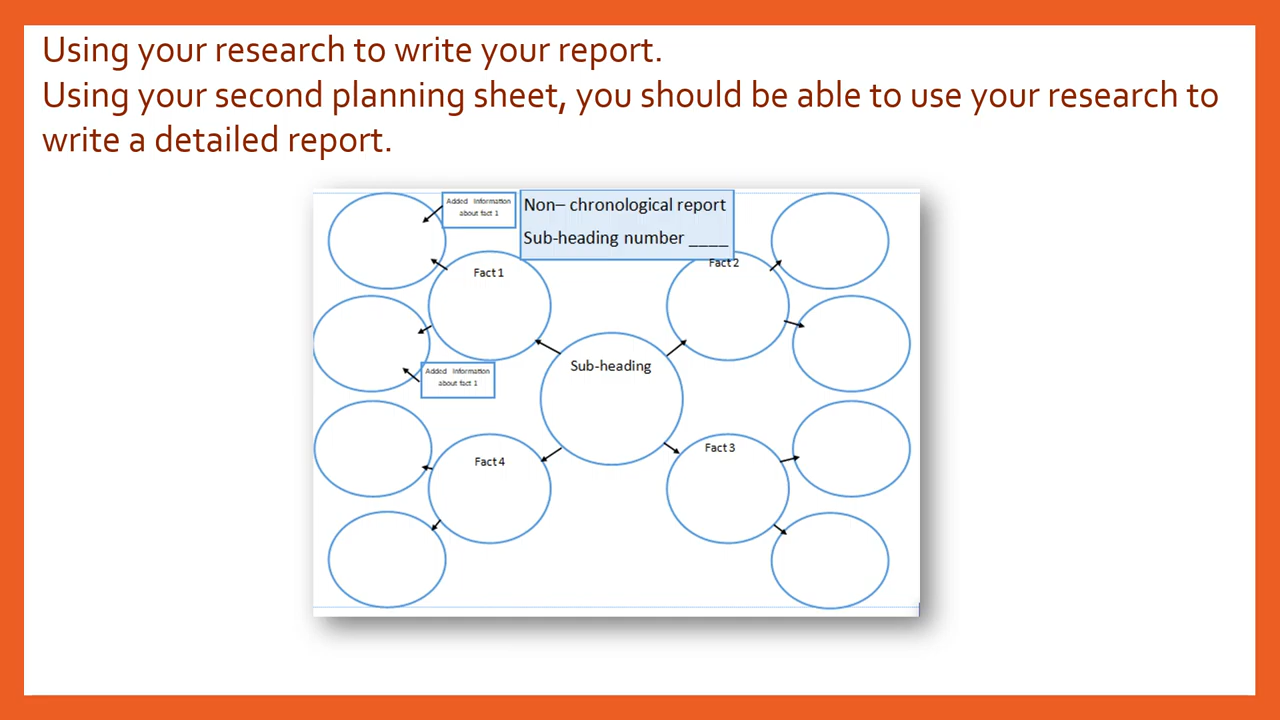 Using your research to write your report.
Using your second planning sheet, you should be able to use your research to
write a detailed report.
Added Information
about fact 1
Non– chronological report
Sub-heading number ____
Fact 1
Fact 2
Sub-heading
Added Information
about fact 1
Fact 4
Fact 3